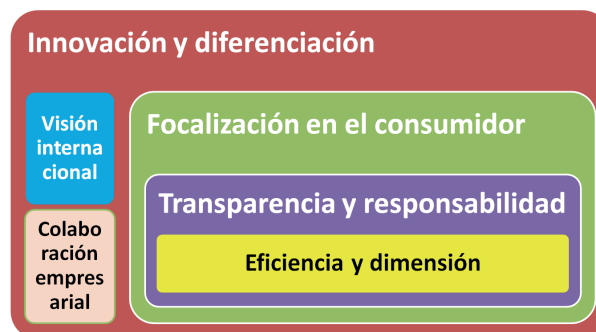 Innovación y diferenciación
Visión
interna
cional
Focalización en el consumidor
Transparencia y responsabilidad
Colabo
ración
empres
arial
Eficiencia y dimensión